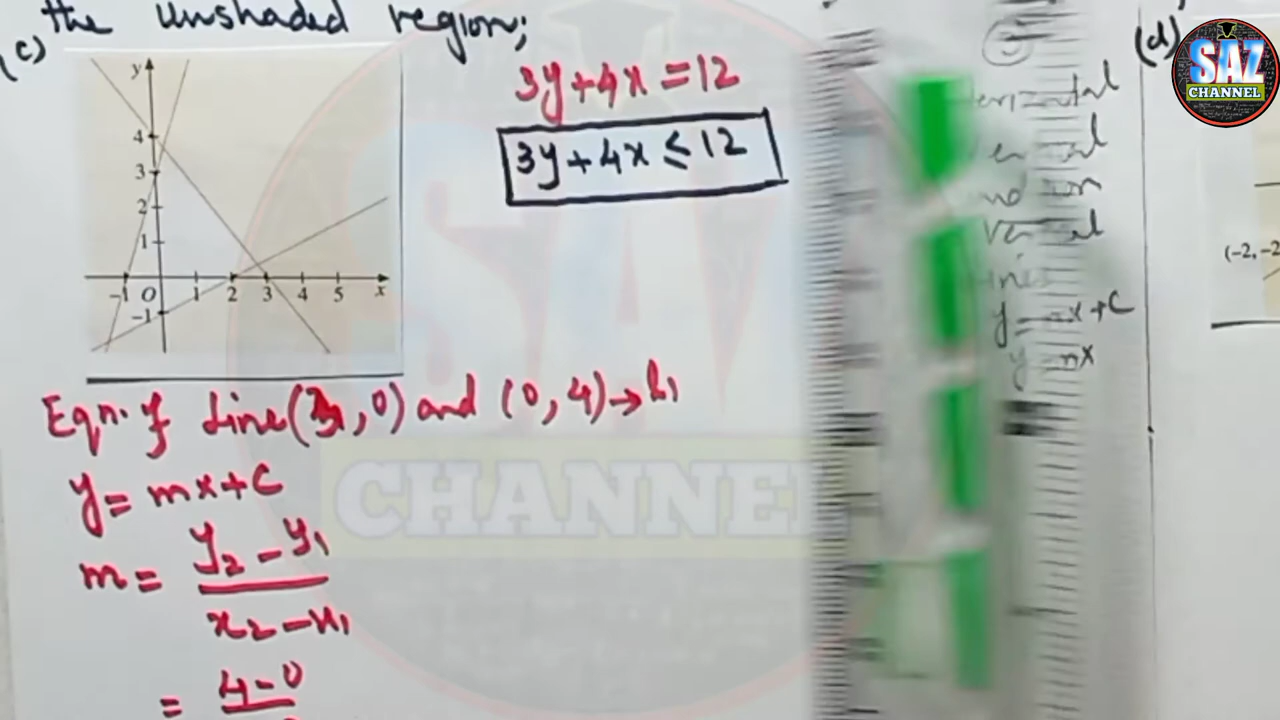 the unshaded region;
(c)
y
4
3
2
1
-1 O 1 2 3 4 5 x
-1
3y+4x=12
3y+4x≤12
Eqn. of Line(3,0) and (0,4)→l1
y=mx+c
m= y2-y1
x2-x1
= 4-0
y=mx+c
y=mx
(d)
SAZ
CHANNEL
(-2,-2
SAZ
CHANNEL